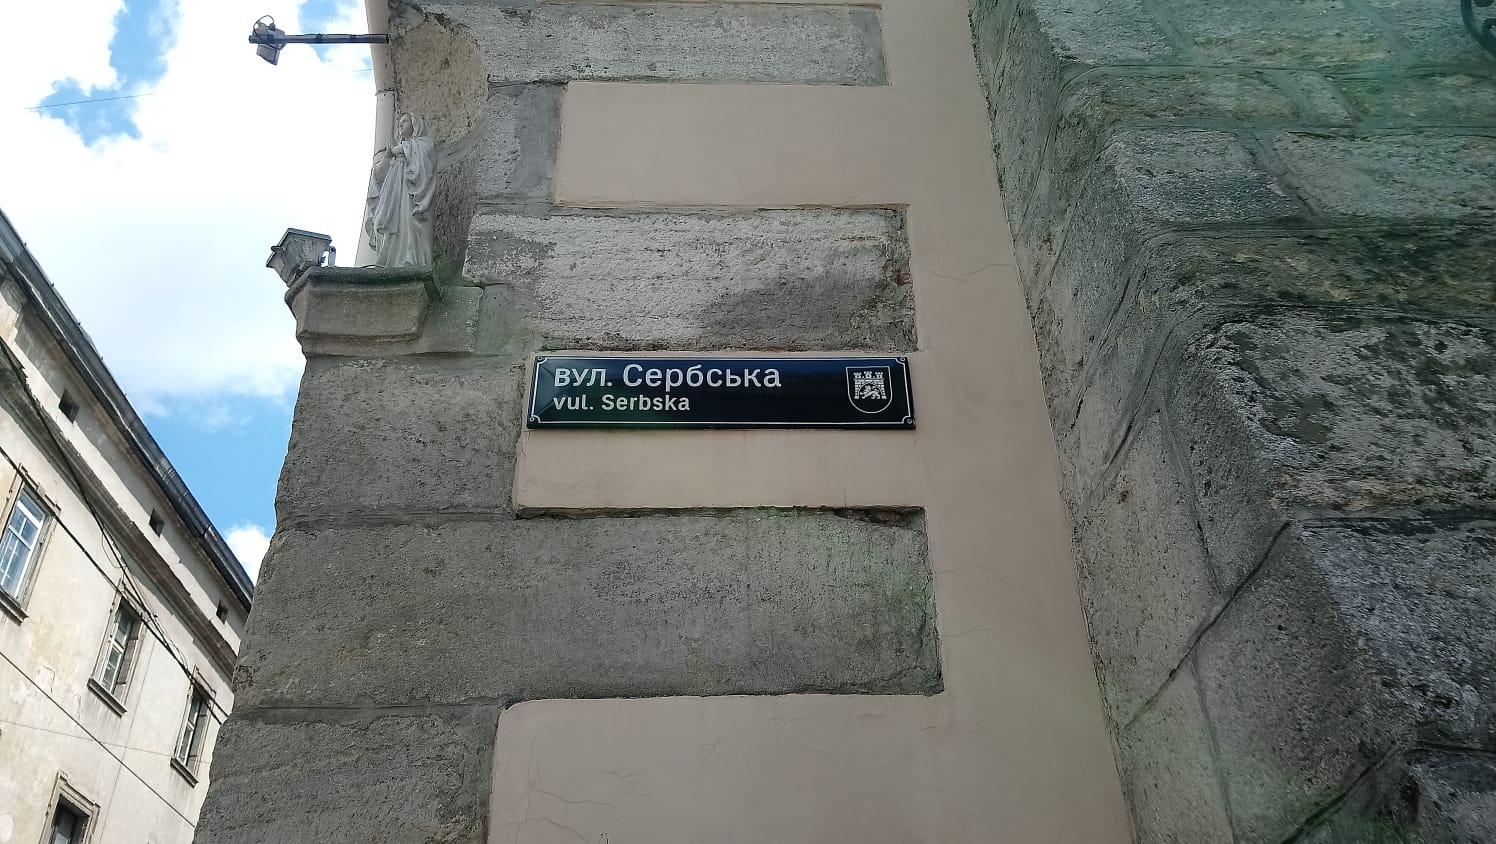 вул. Сербська
vul. Serbska